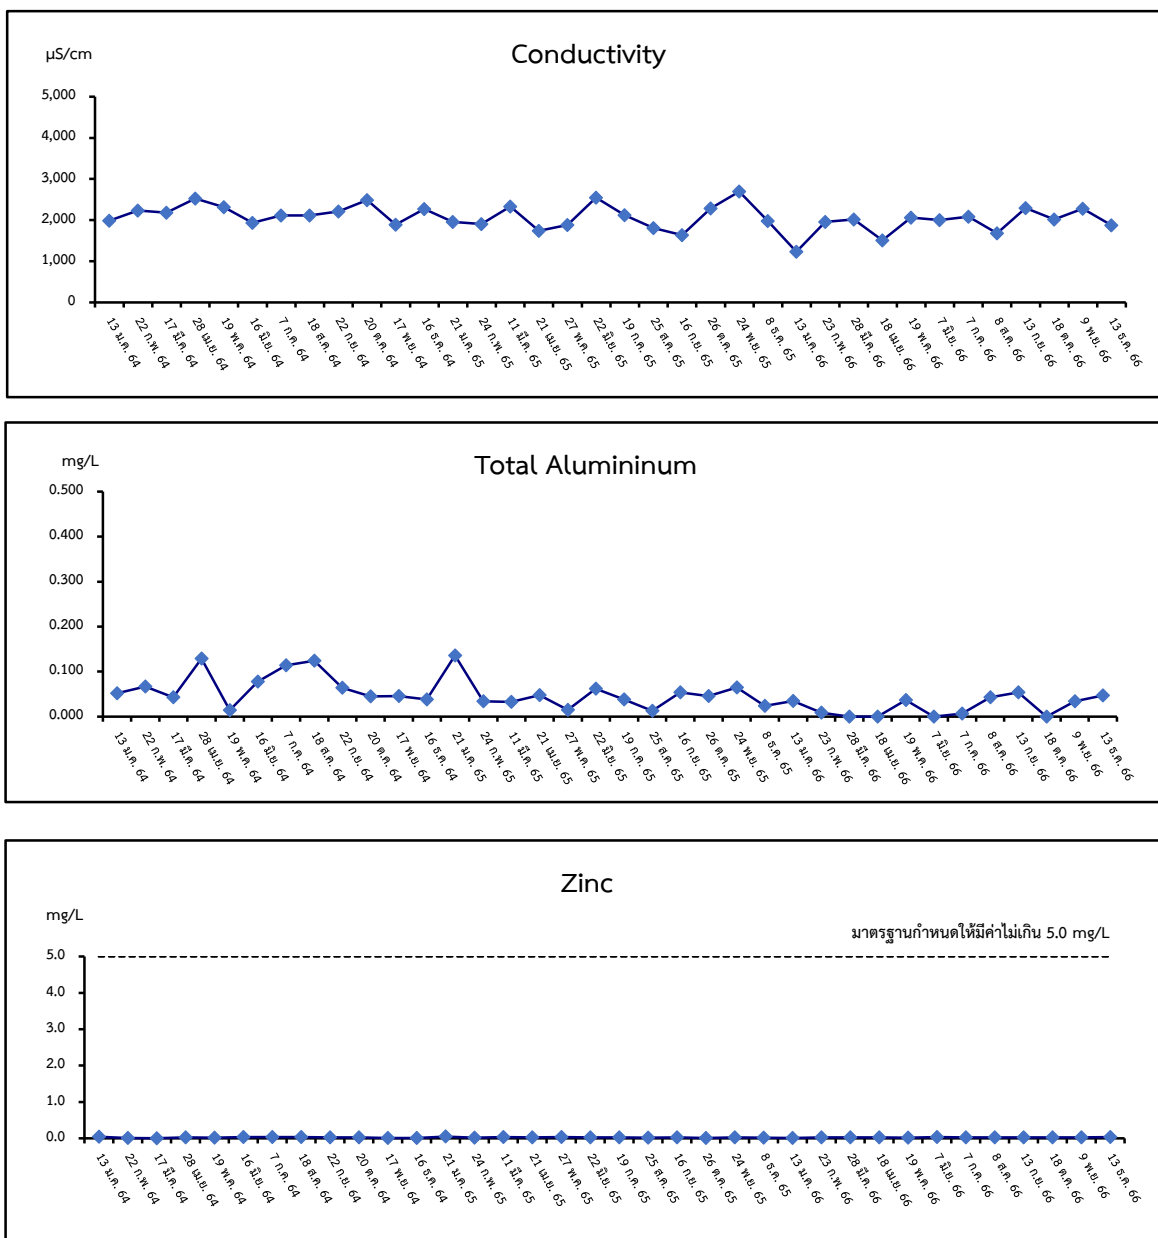 Conductivity
µS/cm
5,000
4,000
3,000
2,000
1,000
0
13 ม.ค. 64
22 ก.พ. 64
17 มี.ค. 64
28 เม.ย. 64
19 พ.ค. 64
16 มิ.ย. 64
7 ก.ค. 64
18 ส.ค. 64
22 ก.ย. 64
20 ต.ค. 64
17 พ.ย. 64
16 ธ.ค. 64
21 ม.ค. 65
24 ก.พ. 65
11 มี.ค. 65
21 เม.ย. 65
27 พ.ค. 65
22 มิ.ย. 65
19 ก.ค. 65
25 ส.ค. 65
16 ก.ย. 65
26 ต.ค. 65
24 พ.ย. 65
8 ธ.ค. 65
13 ม.ค. 66
23 ก.พ. 66
28 มี.ค. 66
18 เม.ย. 66
19 พ.ค. 66
7 มิ.ย. 66
7 ก.ค. 66
8 ส.ค. 66
13 ก.ย. 66
18 ต.ค. 66
9 พ.ย. 66
13 ธ.ค. 66
Total Alumininum
mg/L
0.500
0.400
0.300
0.200
0.100
0.000
13 ม.ค. 64
22 ก.พ. 64
17 มี.ค. 64
28 เม.ย. 64
19 พ.ค. 64
16 มิ.ย. 64
7 ก.ค. 64
18 ส.ค. 64
22 ก.ย. 64
20 ต.ค. 64
17 พ.ย. 64
16 ธ.ค. 64
21 ม.ค. 65
24 ก.พ. 65
11 มี.ค. 65
21 เม.ย. 65
27 พ.ค. 65
22 มิ.ย. 65
19 ก.ค. 65
25 ส.ค. 65
16 ก.ย. 65
26 ต.ค. 65
24 พ.ย. 65
8 ธ.ค. 65
13 ม.ค. 66
23 ก.พ. 66
28 มี.ค. 66
18 เม.ย. 66
19 พ.ค. 66
7 มิ.ย. 66
7 ก.ค. 66
8 ส.ค. 66
13 ก.ย. 66
18 ต.ค. 66
9 พ.ย. 66
13 ธ.ค. 66
Zinc
mg/L
มาตรฐานกำหนดให้มีค่าไม่เกิน 5.0 mg/L
5.0
4.0
3.0
2.0
1.0
0.0
13 ม.ค. 64
22 ก.พ. 64
17 มี.ค. 64
28 เม.ย. 64
19 พ.ค. 64
16 มิ.ย. 64
7 ก.ค. 64
18 ส.ค. 64
22 ก.ย. 64
20 ต.ค. 64
17 พ.ย. 64
16 ธ.ค. 64
21 ม.ค. 65
24 ก.พ. 65
11 มี.ค. 65
21 เม.ย. 65
27 พ.ค. 65
22 มิ.ย. 65
19 ก.ค. 65
25 ส.ค. 65
16 ก.ย. 65
26 ต.ค. 65
24 พ.ย. 65
8 ธ.ค. 65
13 ม.ค. 66
23 ก.พ. 66
28 มี.ค. 66
18 เม.ย. 66
19 พ.ค. 66
7 มิ.ย. 66
7 ก.ค. 66
8 ส.ค. 66
13 ก.ย. 66
18 ต.ค. 66
9 พ.ย. 66
13 ธ.ค. 66